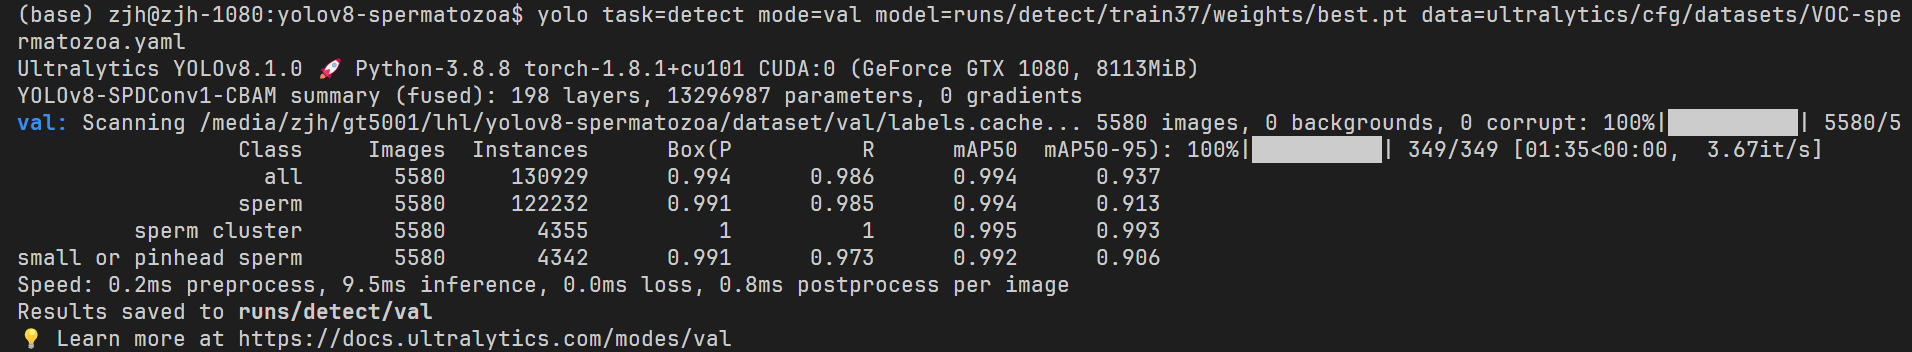 (base) zjh@zjh-1080:yolov8-spermatozoa$ yolo task=detect mode=val model=runs/detect/train37/weights/best.pt data=ultralytics/cfg/datasets/VOC-spe
rmatozoa.yaml
Ultralytics YOLOv8.1.0 🚀 Python-3.8.8 torch-1.8.1+cu101 CUDA:0 (GeForce GTX 1080, 8113MiB)
YOLOv8-SPDConv1-CBAM summary (fused): 198 layers, 13296987 parameters, 0 gradients
val: Scanning /media/zjh/gt5001/lhl/yolov8-spermatozoa/dataset/val/labels.cache... 5580 images, 0 backgrounds, 0 corrupt: 100%|██████████| 5580/5
Class Images Instances Box(P R mAP50 mAP50-95): 100%|██████████| 349/349 [01:35<00:00, 3.67it/s]
all 5580 130929 0.994 0.986 0.994 0.937
sperm 5580 122232 0.991 0.985 0.994 0.913
sperm cluster 5580 4355 1 1 0.995 0.993
small or pinhead sperm 5580 4342 0.991 0.973 0.992 0.906
Speed: 0.2ms preprocess, 9.5ms inference, 0.0ms loss, 0.8ms postprocess per image
Results saved to runs/detect/val
💡 Learn more at https://docs.ultralytics.com/modes/val